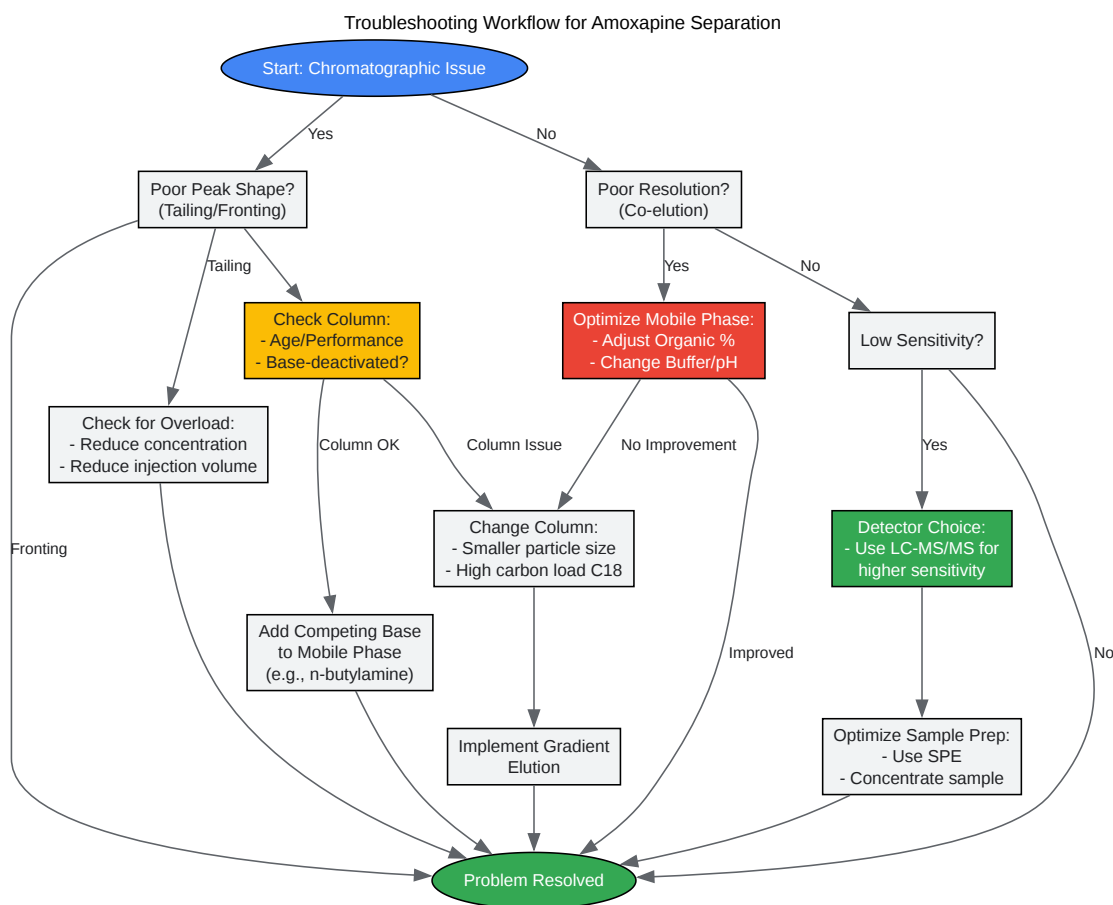 Troubleshooting Workflow for Amoxapine Separation
Start: Chromatographic Issue
Yes
No
Poor Peak Shape?
(Tailing/Fronting)
Poor Resolution?
(Co-elution)
Tailing
Yes
No
Check Column:
- Age/Performance
- Base-deactivated?
Optimize Mobile Phase:
- Adjust Organic %
- Change Buffer/pH
Low Sensitivity?
Check for Overload:
- Reduce concentration
- Reduce injection volume
Column OK
Column Issue
No Improvement
Yes
Fronting
Change Column:
- Smaller particle size
- High carbon load C18
Detector Choice:
- Use LC-MS/MS for
higher sensitivity
Add Competing Base
to Mobile Phase
(e.g., n-butylamine)
Improved
No
Implement Gradient
Elution
Optimize Sample Prep:
- Use SPE
- Concentrate sample
Problem Resolved